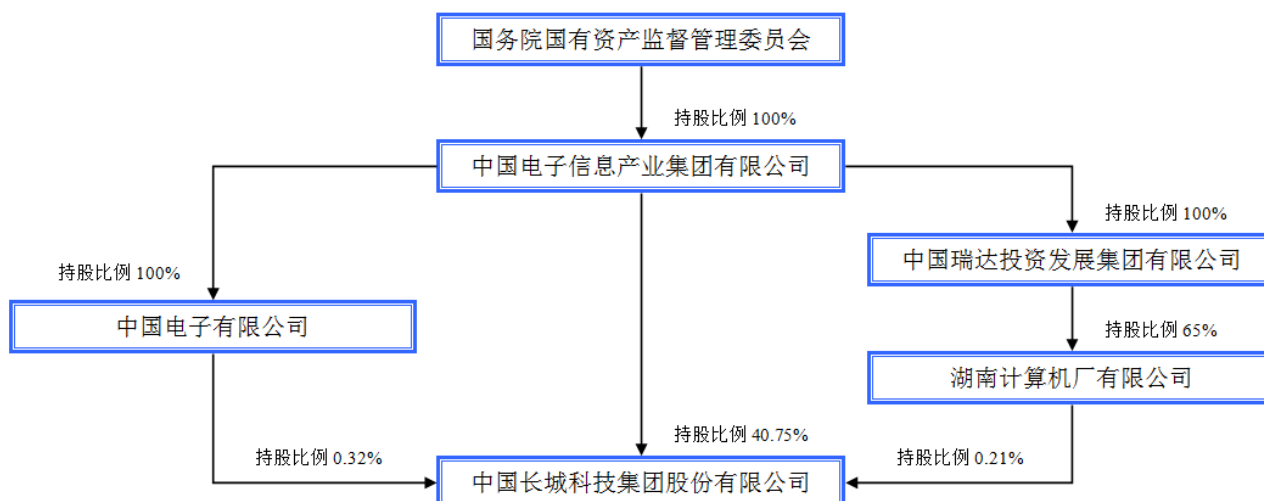 国务院国有资产监督管理委员会
持股比例 100%
中国电子信息产业集团有限公司
持股比例 100%
中国瑞达投资发展集团有限公司
持股比例 100%
中国电子有限公司
持股比例 65%
湖南计算机厂有限公司
持股比例 40.75%
持股比例 0.32%
持股比例 0.21%
中国长城科技集团股份有限公司